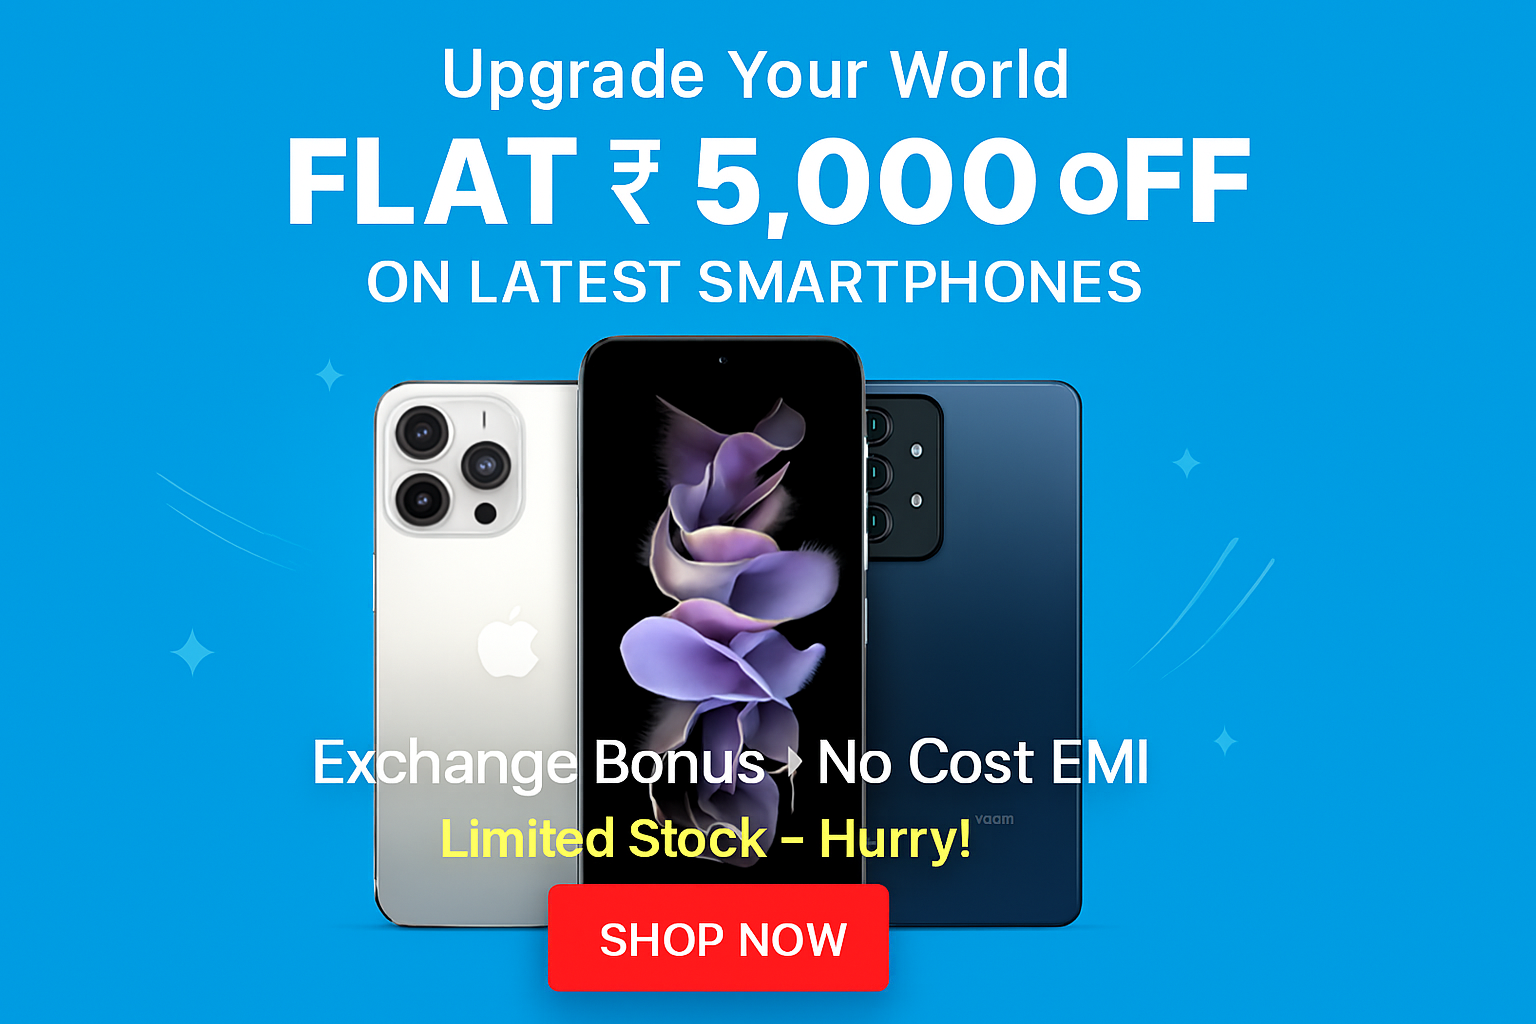 Upgrade Your World
FLAT ₹ 5,000 oFF
ON LATEST SMARTPHONES
Exchange Bonus No Cost EMI
vaam
Limited Stock – Hurry!
SHOP NOW